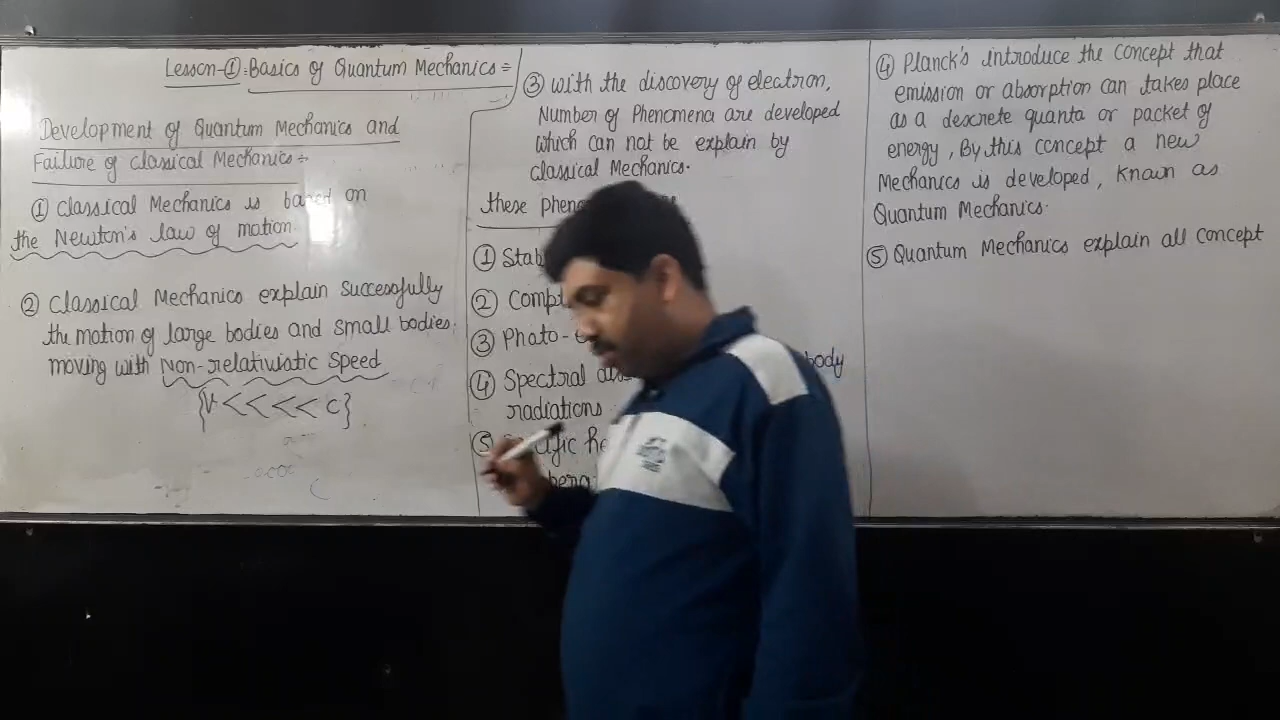 Lesson-① :Basics of Quantum Mechanics :-
Development of Quantum Mechanics and
Failure of Classical Mechanics :-
① Classical Mechanics is based on
the Newton's law of motion.
② Classical Mechanics explain successfully
the motion of large bodies and small bodies
moving with Non-relativistic Speed
{v <<<< c}
③ with the discovery of electron,
Number of Phenomena are developed
which can not be explain by
Classical Mechanics.
these
①
②
③ Photo-
④ Spectral
body
radiations
⑤
④ Planck's introduce the concept that
emission or absorption can takes place
as a descrete quanta or packet of
energy, By this concept a new
Mechanics is developed, known as
Quantum Mechanics.
⑤ Quantum Mechanics explain all concept